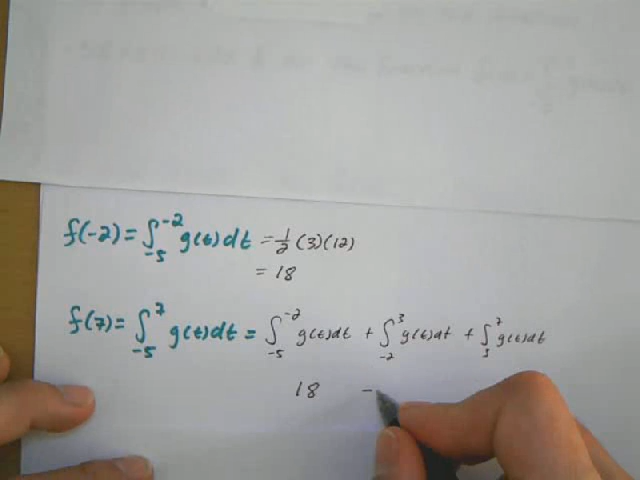 f(-2) = ∫_{-5}^{-2} g(t)dt = 1/2 (3)(12)
= 18
f(7) = ∫_{-5}^{7} g(t)dt = ∫_{-5}^{-2} g(t)dt + ∫_{-2}^{3} g(t)dt + ∫_{3}^{7} g(t)dt
18 -